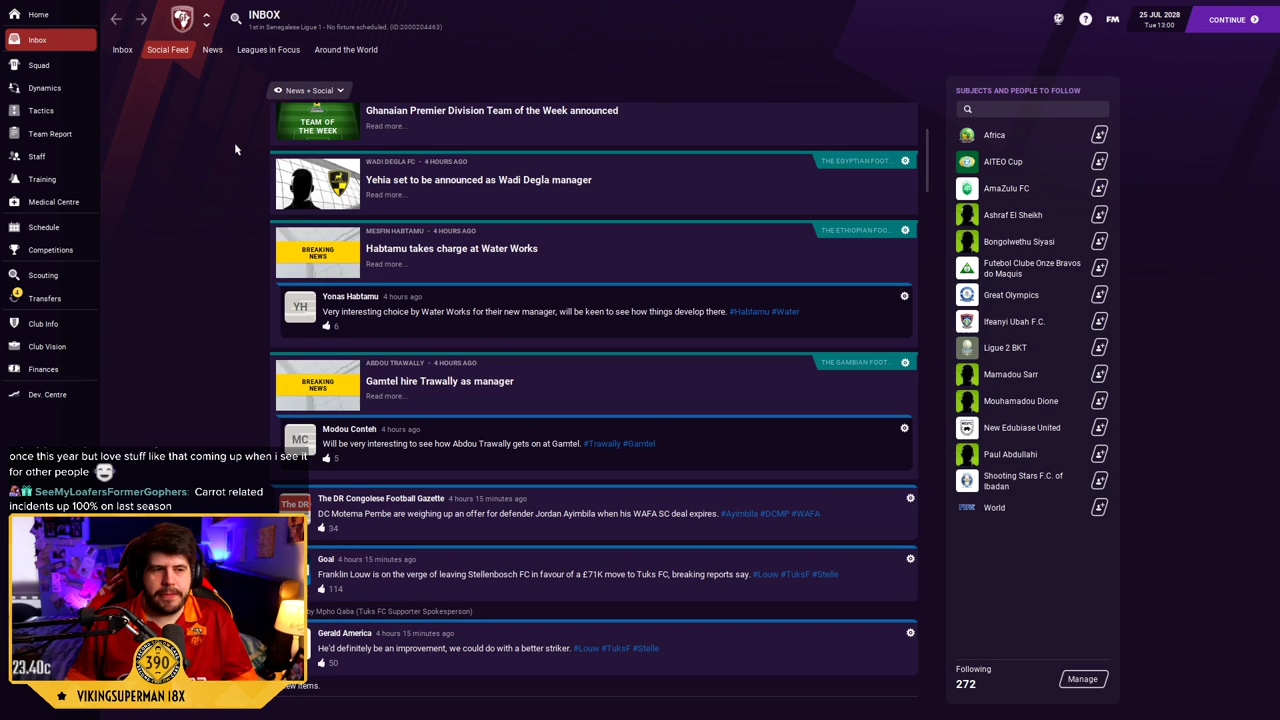 Home
Inbox
Squad
Dynamics
Tactics
Team Report
Staff
Training
Medical Centre
Schedule
Competitions
Scouting
4
Transfers
Club Info
Club Vision
Finances
Dev. Centre
INBOX
1st in Senegalese Ligue 1 - No fixture scheduled. (ID:2000204463)
FM
25 JUL 2028
Tue 13:00
CONTINUE
Inbox
Social Feed
News
Leagues in Focus
Around the World
News + Social
TEAM OF
THE WEEK
Ghanaian Premier Division Team of the Week announced
Read more...
WADI DEGLA FC - 4 HOURS AGO
THE EGYPTIAN FOOT...
Yehia set to be announced as Wadi Degla manager
Read more...
MESFIN HABTAMU - 4 HOURS AGO
THE ETHIOPIAN FOO...
BREAKING
NEWS
Habtamu takes charge at Water Works
Read more...
YH
Yonas Habtamu 4 hours ago
Very interesting choice by Water Works for their new manager, will be keen to see how things develop there. #Habtamu #Water
6
ABDOU TRAWALLY - 4 HOURS AGO
THE GAMBIAN FOOT...
BREAKING
NEWS
Gamtel hire Trawally as manager
Read more...
MC
Modou Conteh 4 hours ago
Will be very interesting to see how Abdou Trawally gets on at Gamtel. #Trawally #Gamtel
5
The DR
The DR Congolese Football Gazette 4 hours 15 minutes ago
DC Motema Pembe are weighing up an offer for defender Jordan Ayimbila when his WAFA SC deal expires. #Ayimbila #DCMP #WAFA
34
Goal 4 hours 15 minutes ago
Franklin Louw is on the verge of leaving Stellenbosch FC in favour of a £71K move to Tuks FC, breaking reports say. #Louw #TuksF #Stelle
114
by Mpho Qaba (Tuks FC Supporter Spokesperson)
Gerald America 4 hours 15 minutes ago
He'd definitely be an improvement, we could do with a better striker. #Louw #TuksF #Stelle
50
items.
SUBJECTS AND PEOPLE TO FOLLOW
Africa
AITEO Cup
AmaZulu FC
Ashraf El Sheikh
Bongolwethu Siyasi
Futebol Clube Onze Bravos
do Maquis
Great Olympics
Ifeanyi Ubah F.C.
Ligue 2 BKT
Mamadou Sarr
Mouhamadou Dione
New Edubiase United
Paul Abdullahi
Shooting Stars F.C. of
Ibadan
FIFA
World
Following
272
Manage
once this year but love stuff like that coming up when i see it
for other people
SeeMyLoafersFormerGophers: Carrot related
incidents up 100% on last season
23.40c
390
VIKINGSUPERMAN 18X